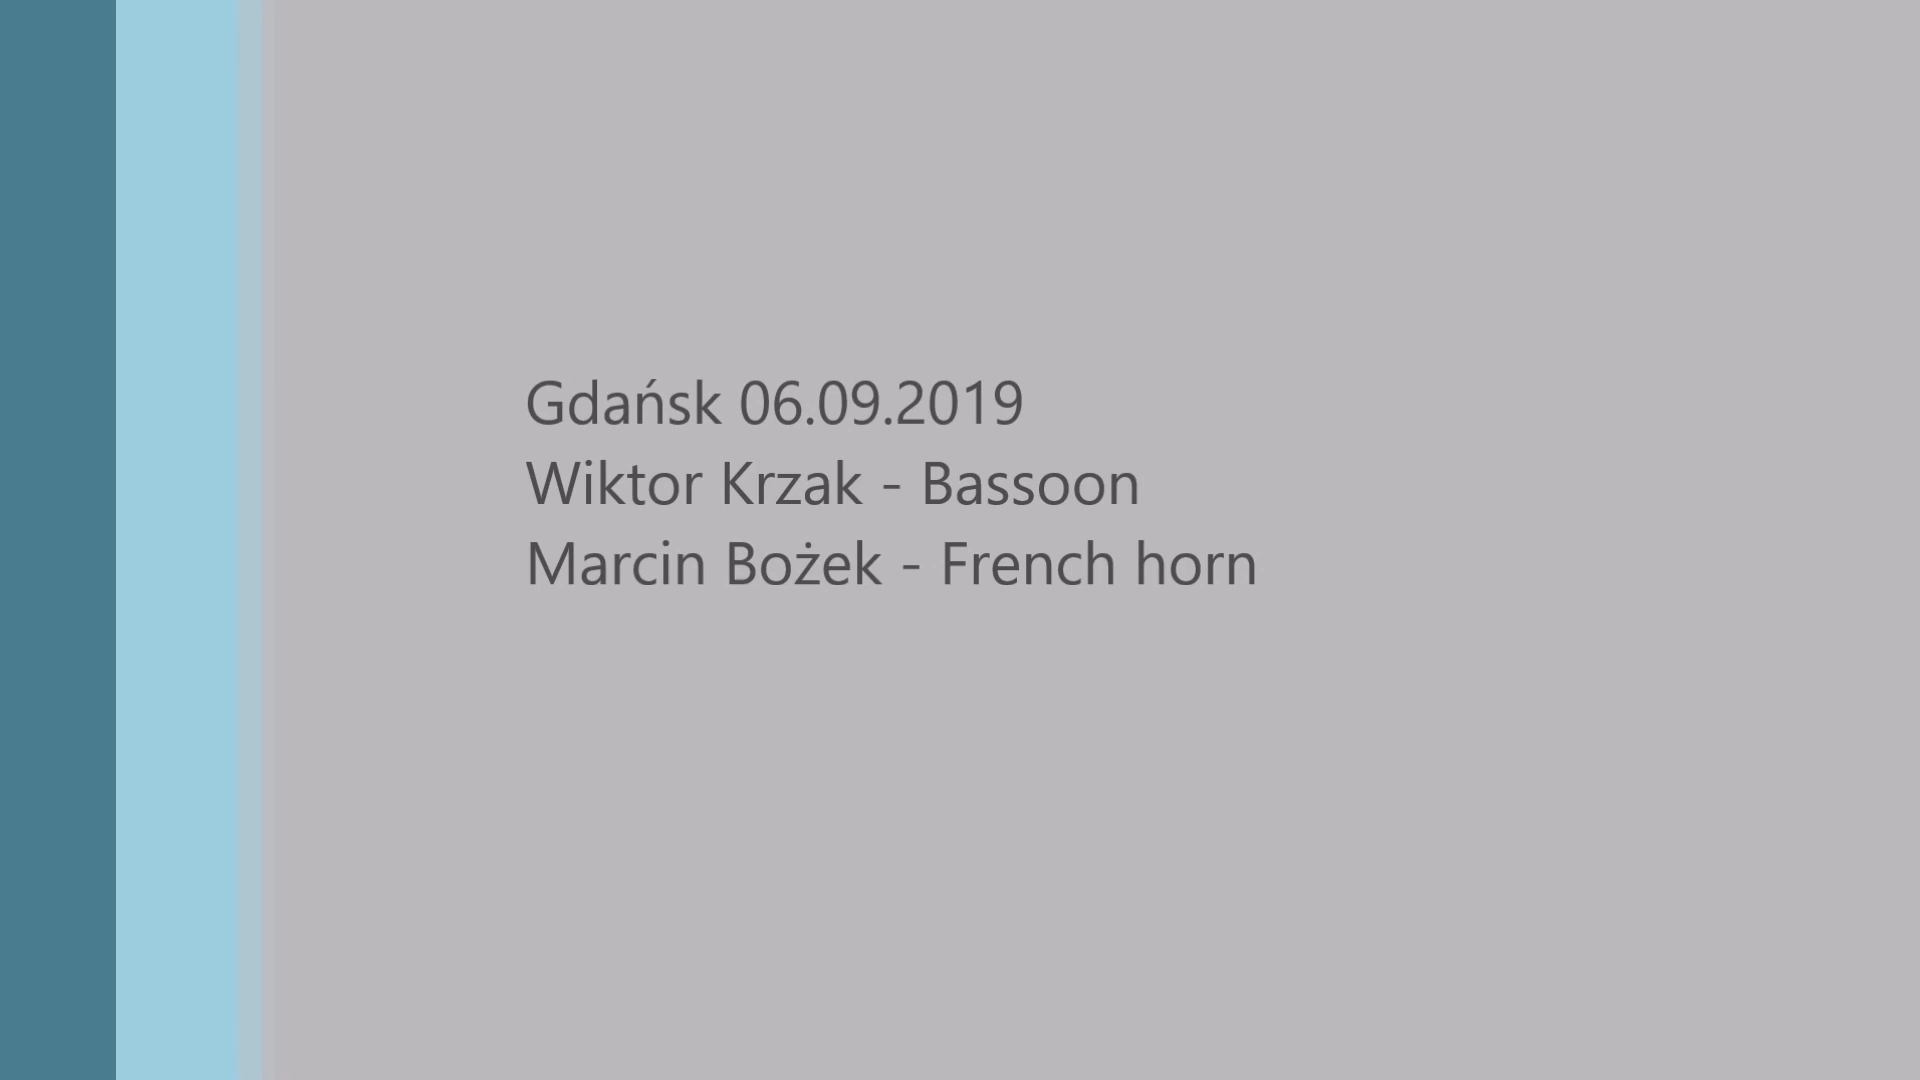 Gdańsk 06.09.2019
Wiktor Krzak - Bassoon
Marcin Bożek - French horn